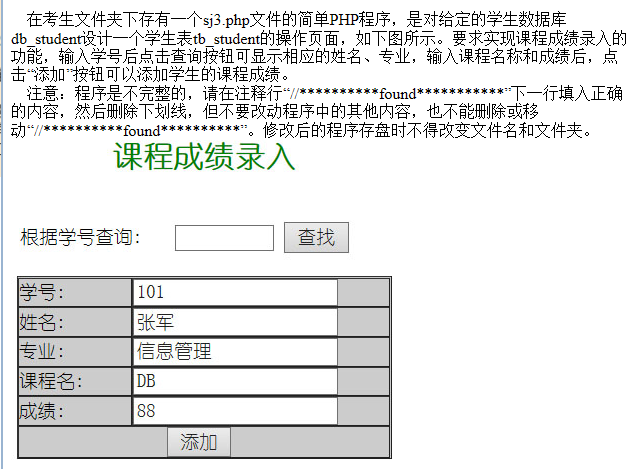 在考生文件夹下存有一个sj3.php文件的简单PHP程序，是对给定的学生数据库
db_student设计一个学生表tb_student的操作页面，如下图所示。要求实现课程成绩录入的
功能，输入学号后点击查询按钮可显示相应的姓名、专业，输入课程名称和成绩后，点
击“添加”按钮可以添加学生的课程成绩。
注意：程序是不完整的，请在注释行“//**********found***********”下一行填入正确
的内容，然后删除下划线，但不要改动程序中的其他内容，也不能删除或移
动“//**********found**********”。修改后的程序存盘时不得改变文件名和文件夹。
课程成绩录入
根据学号查询： 查找
学号： 101
姓名： 张军
专业： 信息管理
课程名： DB
成绩： 88
添加